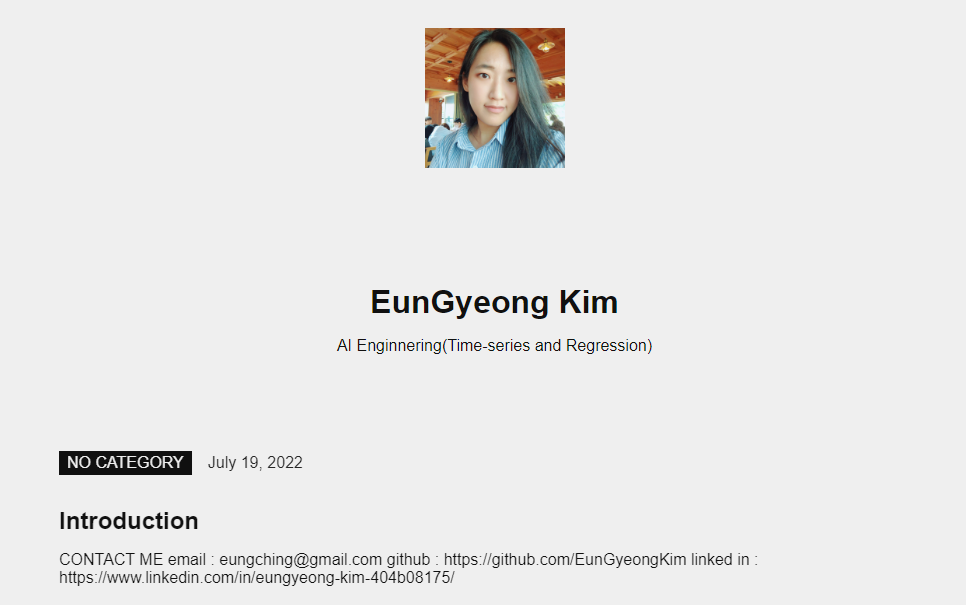 EunGyeong Kim
AI Enginnering(Time-series and Regression)
NO CATEGORY July 19, 2022
Introduction
CONTACT ME email : eungching@gmail.com github : https://github.com/EunGyeongKim linked in :
https://www.linkedin.com/in/eungyeong-kim-404b08175/